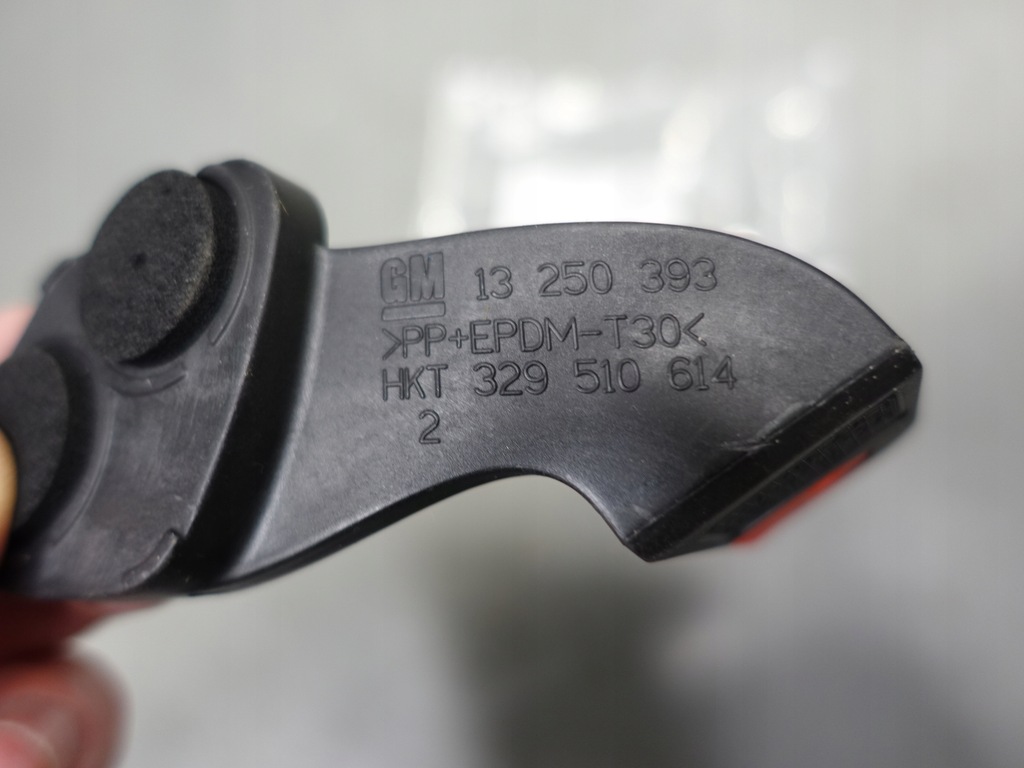 GM 13 250 393
>PP+EPDM-T30<
HKT 329 510 614
2